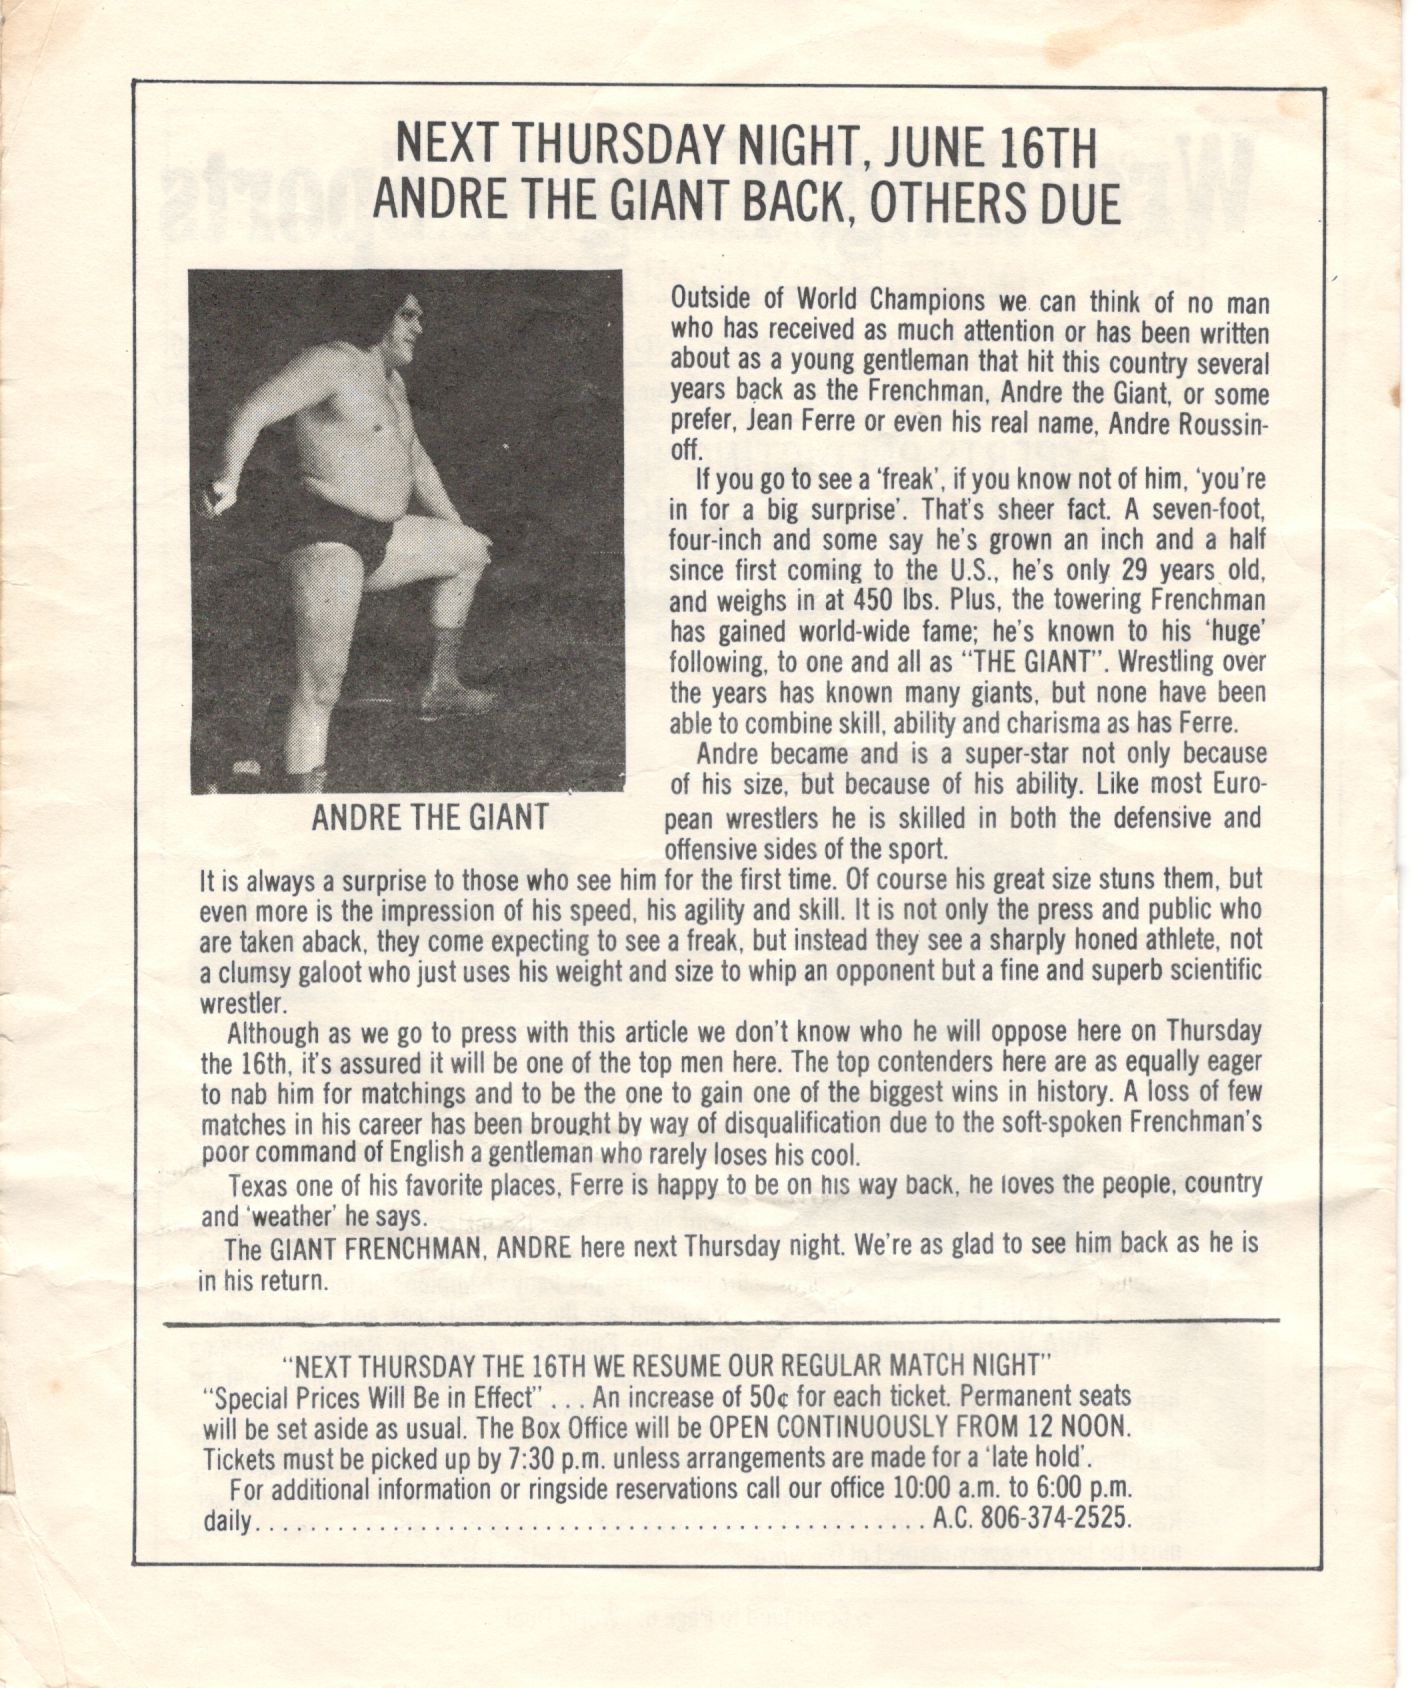 NEXT THURSDAY NIGHT, JUNE 16TH
ANDRE THE GIANT BACK, OTHERS DUE
Outside of World Champions we can think of no man
who has received as much attention or has been written
about as a young gentleman that hit this country several
years back as the Frenchman, Andre the Giant, or some
prefer, Jean Ferre or even his real name, Andre Roussin-
off.
If you go to see a ‘freak’, if you know not of him, ‘you’re
in for a big surprise’. That’s sheer fact. A seven-foot,
four-inch and some say he’s grown an inch and a half
since first coming to the U.S., he’s only 29 years old,
and weighs in at 450 lbs. Plus, the towering Frenchman
has gained world-wide fame; he’s known to his ‘huge’
following, to one and all as “THE GIANT”. Wrestling over
the years has known many giants, but none have been
able to combine skill, ability and charisma as has Ferre.
Andre became and is a super-star not only because
of his size, but because of his ability. Like most Euro-
pean wrestlers he is skilled in both the defensive and
offensive sides of the sport.
ANDRE THE GIANT
It is always a surprise to those who see him for the first time. Of course his great size stuns them, but
even more is the impression of his speed, his agility and skill. It is not only the press and public who
are taken aback, they come expecting to see a freak, but instead they see a sharply honed athlete, not
a clumsy galoot who just uses his weight and size to whip an opponent but a fine and superb scientific
wrestler.
Although as we go to press with this article we don’t know who he will oppose here on Thursday
the 16th, it’s assured it will be one of the top men here. The top contenders here are as equally eager
to nab him for matchings and to be the one to gain one of the biggest wins in history. A loss of few
matches in his career has been brought by way of disqualification due to the soft-spoken Frenchman’s
poor command of English a gentleman who rarely loses his cool.
Texas one of his favorite places, Ferre is happy to be on his way back, he loves the people, country
and ‘weather’ he says.
The GIANT FRENCHMAN, ANDRE here next Thursday night. We’re as glad to see him back as he is
in his return.
“NEXT THURSDAY THE 16TH WE RESUME OUR REGULAR MATCH NIGHT”
“Special Prices Will Be in Effect” . . . An increase of 50¢ for each ticket. Permanent seats
will be set aside as usual. The Box Office will be OPEN CONTINUOUSLY FROM 12 NOON.
Tickets must be picked up by 7:30 p.m. unless arrangements are made for a ‘late hold’.
For additional information or ringside reservations call our office 10:00 a.m. to 6:00 p.m.
daily. . . . . . . . . . . . . . . . . . . . . . . . . . . . . . . . . . . . . . . . . . . . . . . . A.C. 806-374-2525.